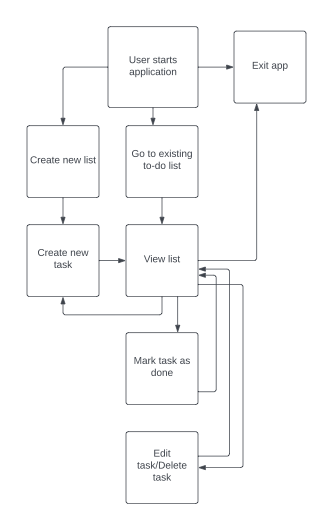 User starts
application
Exit app
Create new list
Go to existing
to-do list
Create new
task
View list
Mark task as
done
Edit
task/Delete
task